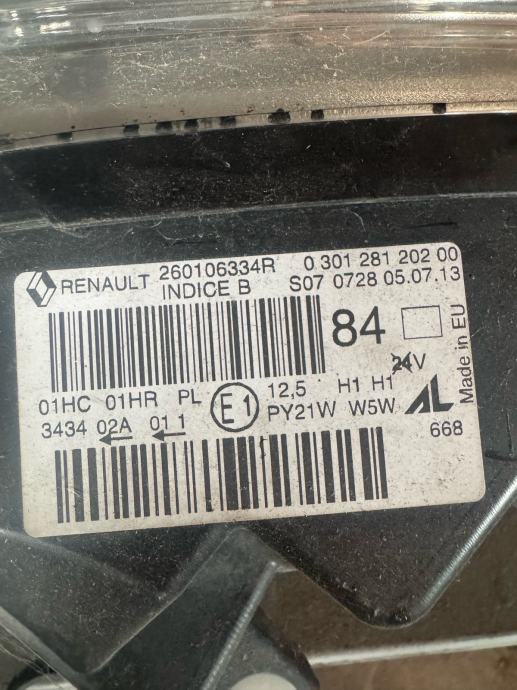 RENAULT 260106334R 0 301 281 202 00
INDICE B S07 0728 05.07.13
84
24V
Made in EU
01HC 01HR PL E1 12,5 H1 H1
3434 02A 01 1 PY21W W5W AL
668